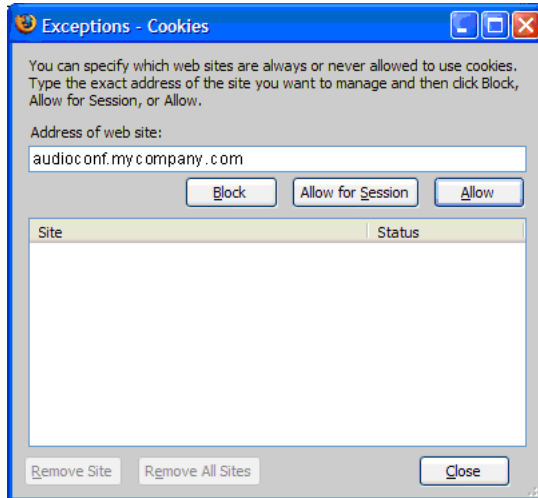 Exceptions - Cookies
You can specify which web sites are always or never allowed to use cookies.
Type the exact address of the site you want to manage and then click Block,
Allow for Session, or Allow.
Address of web site:
audioconf.mycompany.com
Block Allow for Session Allow
Site Status
Remove Site Remove All Sites Close